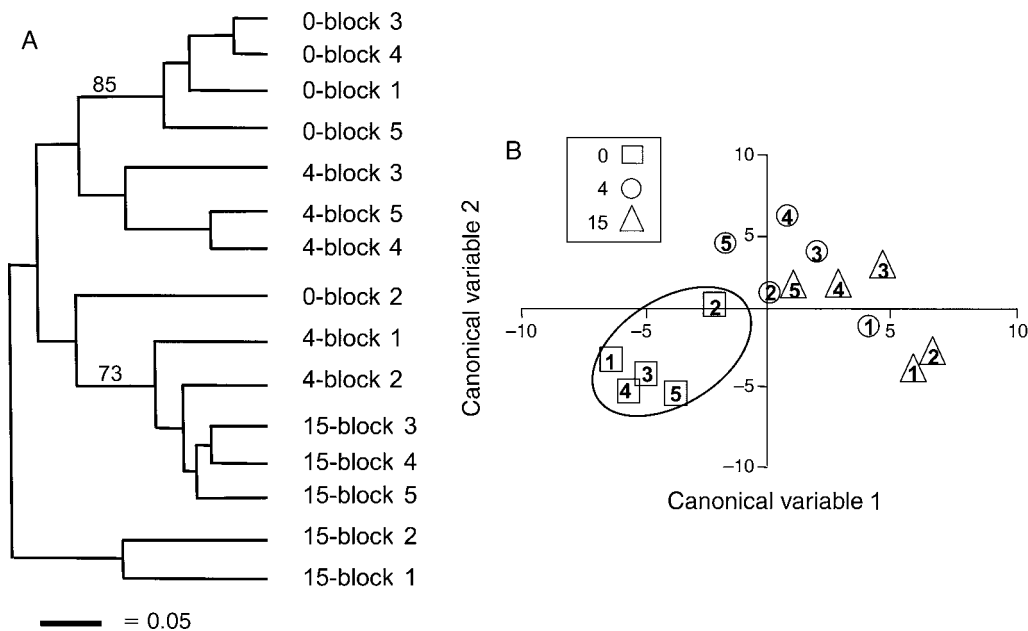 A
0-block 3
0-block 4
0-block 1
0-block 5
4-block 3
4-block 5
4-block 4
0-block 2
4-block 1
4-block 2
15-block 3
15-block 4
15-block 5
15-block 2
15-block 1
85
73
= 0.05
B
0
4
15
10
5
−10
−5
5
10
−5
−10
4
5
3
3
2
5
4
2
1
1
2
1
3
4
5
Canonical variable 2
Canonical variable 1